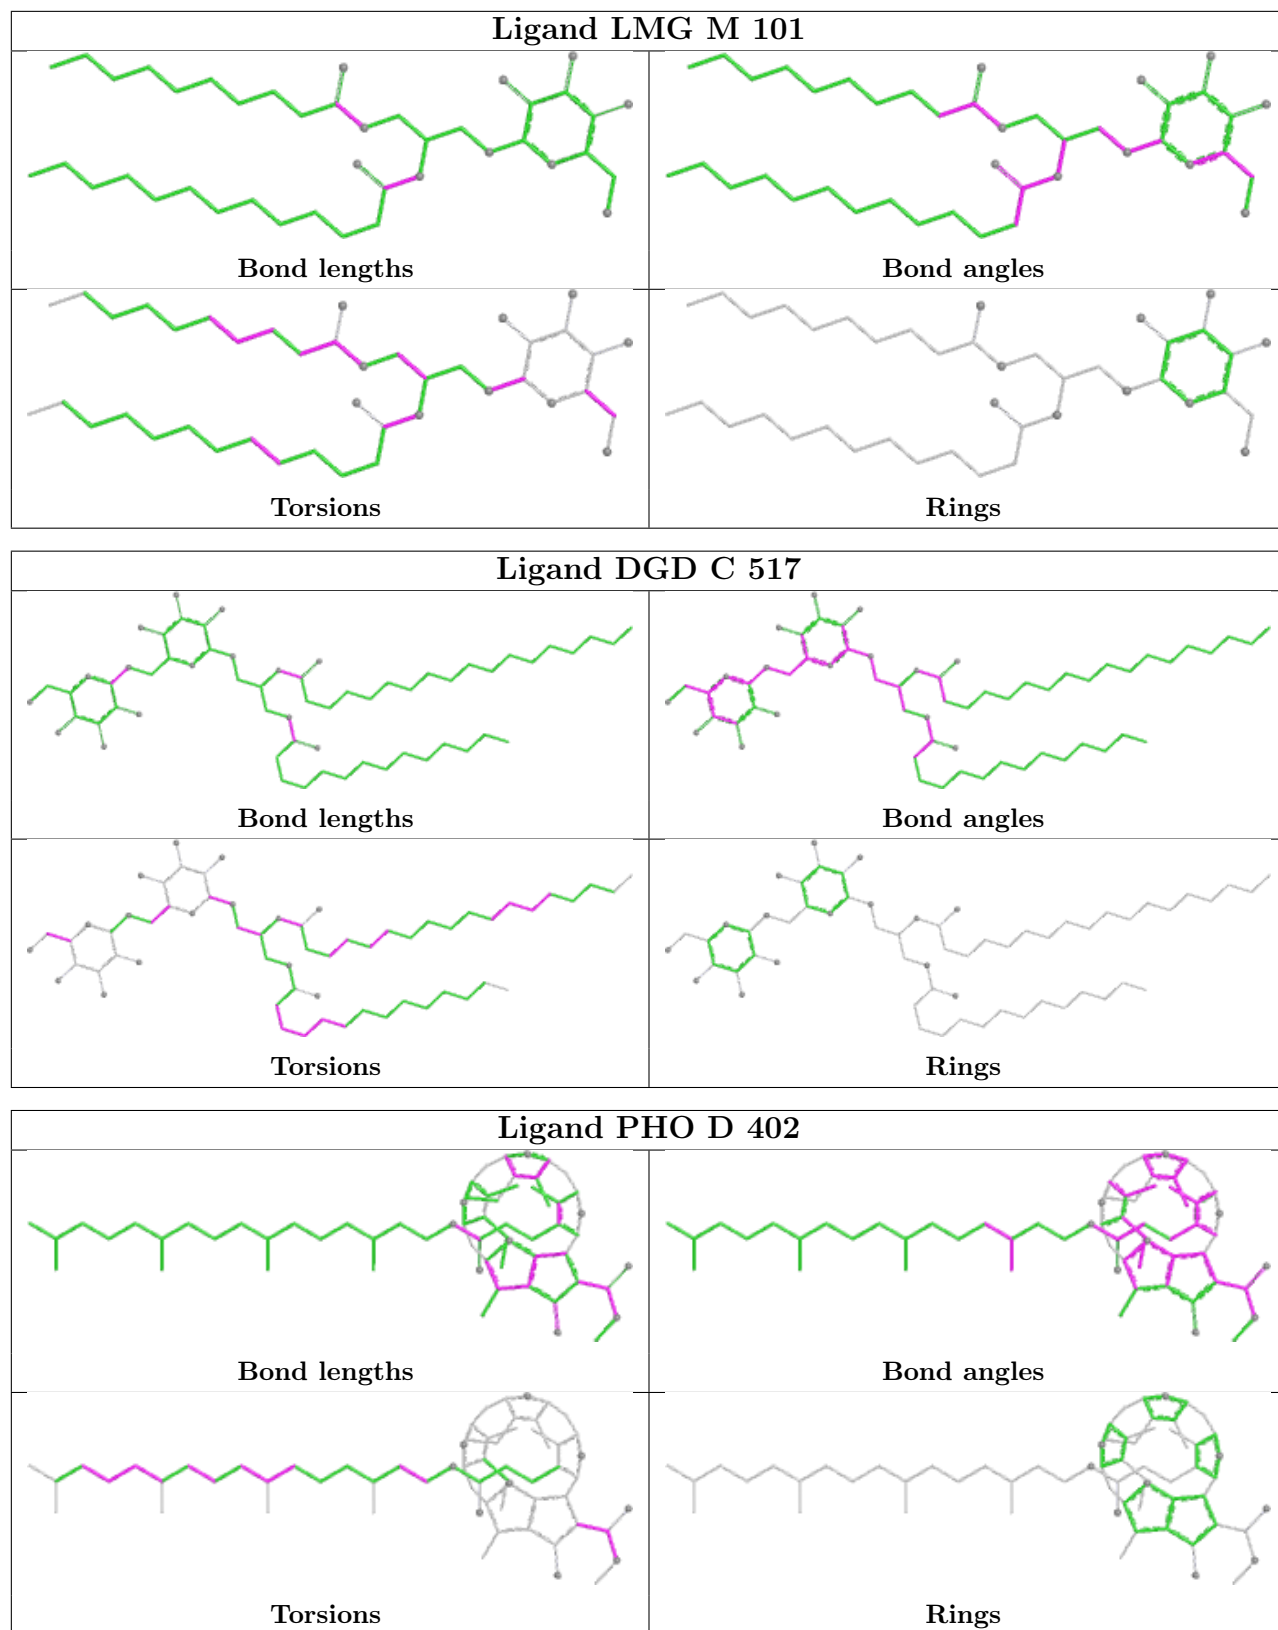 Ligand LMG M 101
Bond lengths
Bond angles
Torsions
Rings
Ligand DGD C 517
Bond lengths
Bond angles
Torsions
Rings
Ligand PHO D 402
Bond lengths
Bond angles
Torsions
Rings